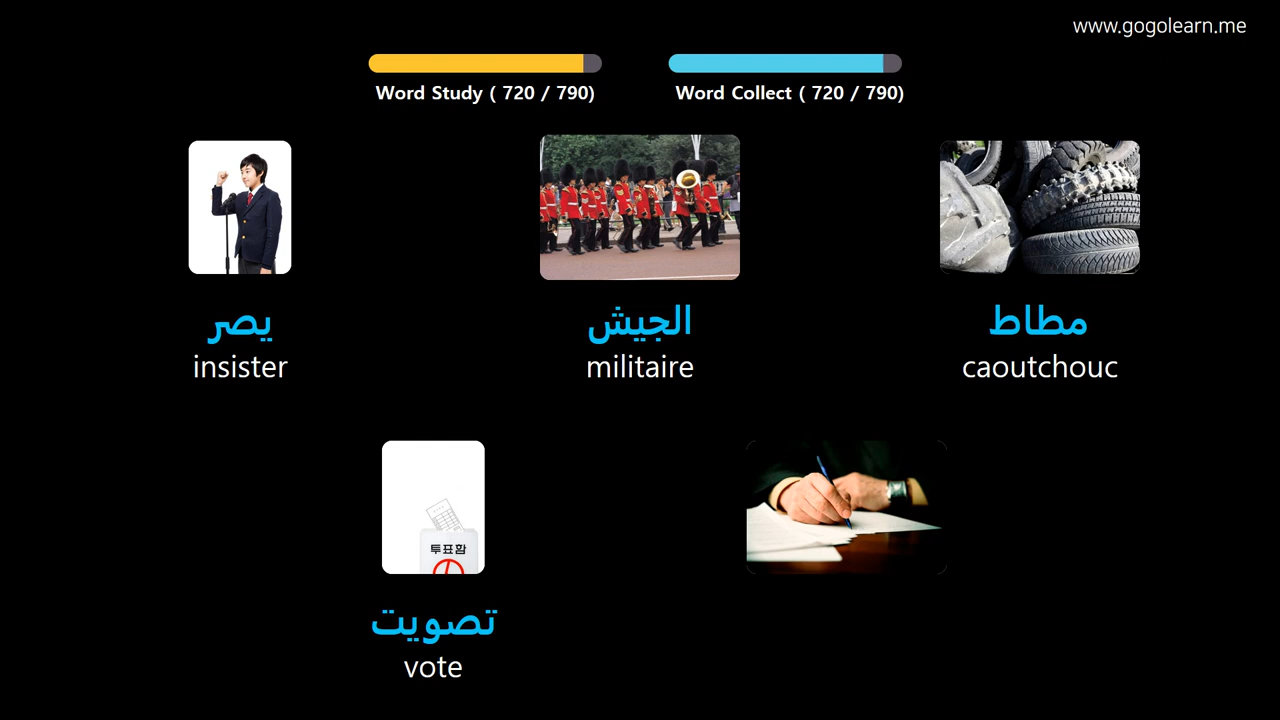 www.gogolearn.me
Word Study ( 720 / 790)
Word Collect ( 720 / 790)
يصر
insister
الجيش
militaire
مطاط
caoutchouc
투표함
تصويت
vote